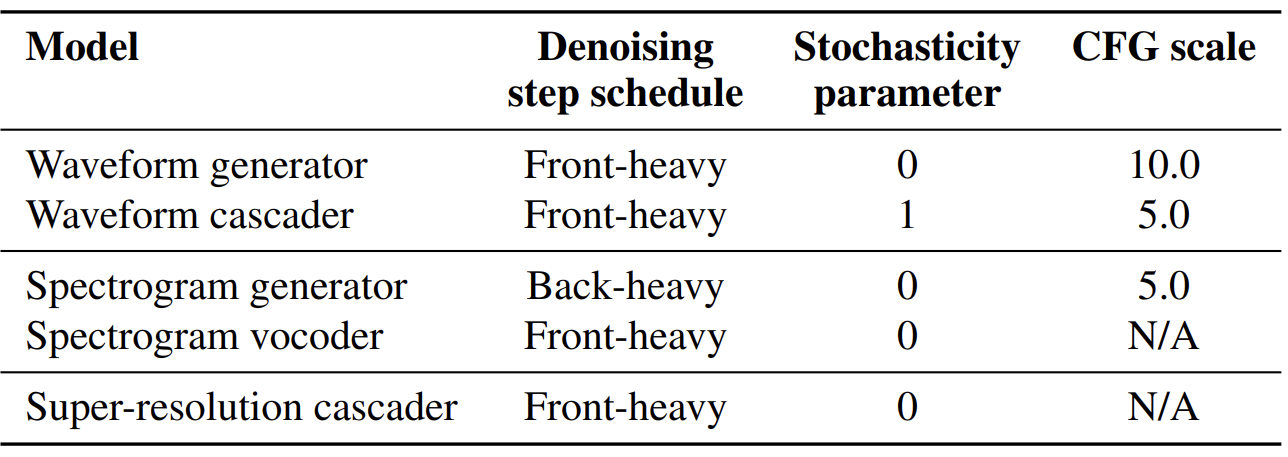 Model Denoising step schedule Stochasticity parameter CFG scale
Waveform generator Front-heavy 0 10.0
Waveform cascader Front-heavy 1 5.0
Spectrogram generator Back-heavy 0 5.0
Spectrogram vocoder Front-heavy 0 N/A
Super-resolution cascader Front-heavy 0 N/A